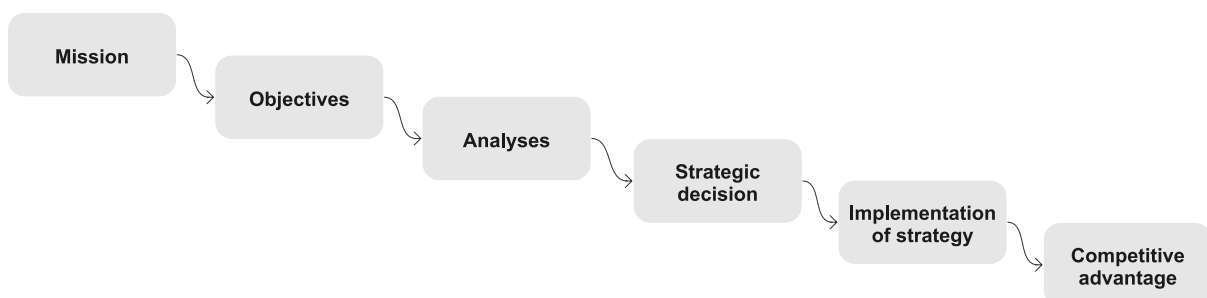 Mission
Objectives
Analyses
Strategic
decision
Implementation
of strategy
Competitive
advantage